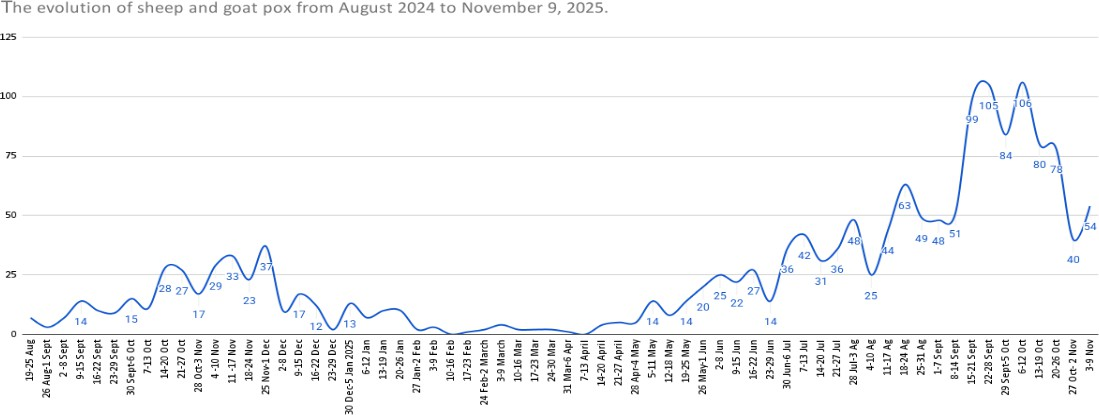 The evolution of sheep and goat pox from August 2024 to November 9, 2025.
125
100
75
50
25
0
14
15
28
27
17
29
33
23
37
17
12
13
14
14
20
25
22
27
14
36
42
31
36
48
25
44
63
49
48
51
99
105
84
106
80
78
40
54
19-25 Aug
26 Aug-1 Sept
2 -8 Sept
9-15 Sept
16-22 Sept
23-29 Sept
30 Sept-6 Oct
7-13 Oct
14-20 Oct
21-27 Oct
28 Oct-3 Nov
4 -10 Nov
11 -17 Nov
18-24 Nov
25 Nov-1 Dec
2-8 Dec
9-15 Dec
16-22 Dec
23-29 Dec
30 Dec-5 Jan 2025
6-12 Jan
13-19 Jan
20-26 Jan
27 Jan-2 Feb
3-9 Feb
10-16 Feb
17-23 Feb
24 Feb-2 March
3-9 March
10-16 Mar
17-23 Mar
24-30 Mar
31 Mar-6 Apr
7-13 April
14-20 April
21-27 April
28 Apr-4 May
5-11 May
12-18 May
19-25 May
26 May-1 Jun
2-8 Jun
9-15 Jun
16-22 Jun
23-29 Jun
30 Jun-6 Jul
7-13 Jul
14-20 Jul
21-27 Jul
28 Jul-3 Ag
4-10 Ag
11-17 Ag
18-24 Ag
25-31 Ag
1-7 Sept
8-14 Sept
15-21 Sept
22-28 Sept
29 Sept-5 Oct
6-12 Oct
13-19 Oct
20-26 Oct
27 Oct- 2 Nov
3-9 Nov